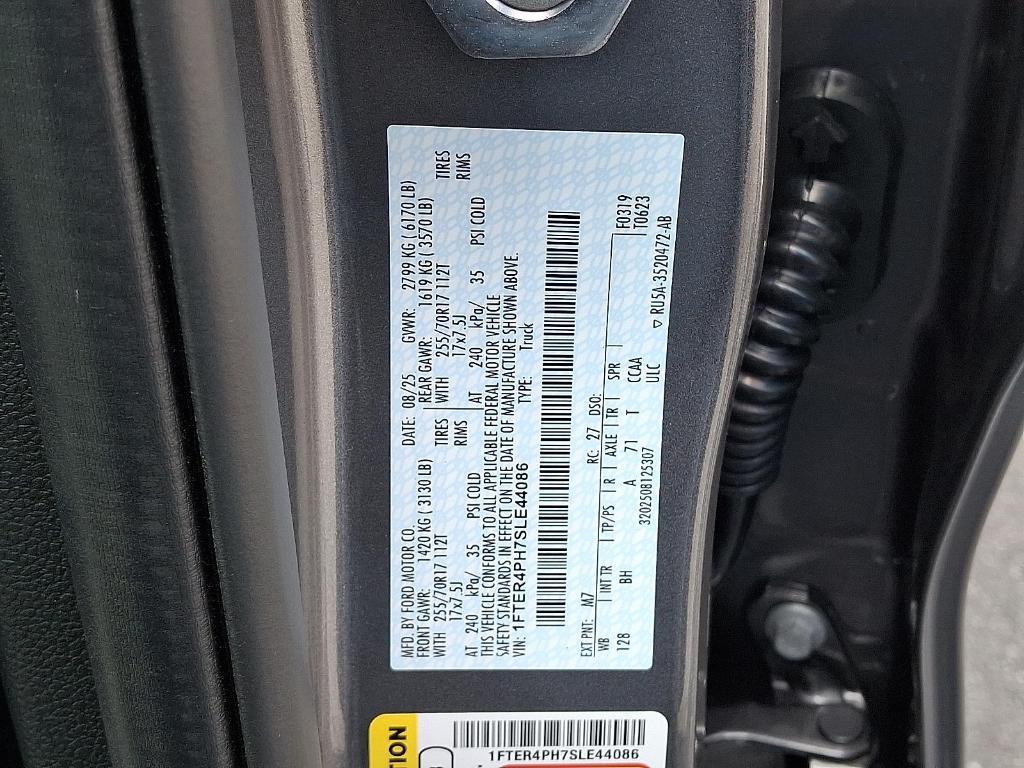 MFD. BY FORD MOTOR CO. DATE: 08/25 GVWR: 2799 KG ( 6170 LB)
FRONT GAWR: 1420 KG ( 3130 LB) REAR GAWR: 1619 KG ( 3570 LB)
WITH 255/70R17 112T TIRES WITH 255/70R17 112T TIRES
17x7.5J RIMS 17x7.5J RIMS
AT 240 kPa/ 35 PSI COLD AT 240 kPa/ 35 PSI COLD
THIS VEHICLE CONFORMS TO ALL APPLICABLE FEDERAL MOTOR VEHICLE
SAFETY STANDARDS IN EFFECT ON THE DATE OF MANUFACTURE SHOWN ABOVE.
VIN: 1FTER4PH7SLE44086 TYPE: Truck
EXT PNT: M7 RC: 27 DSO: F0319
WB INT TR TP/PS R AXLE TR SPR T0623
128 BH A 71 T CCAA
3202508125307 ULC
▽ RU5A-3520472-AB
1FTER4PH7SLE44086